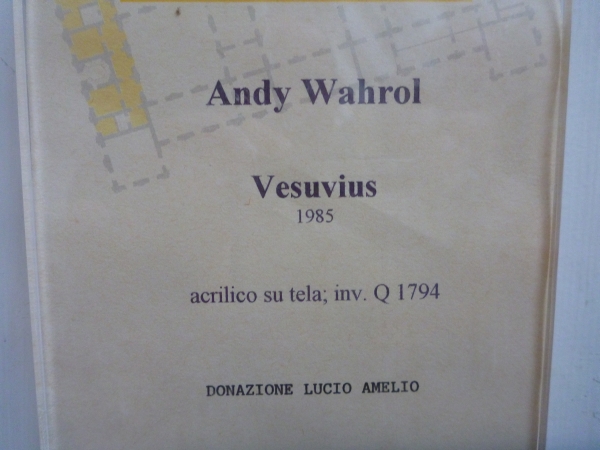 Andy Wahrol
Vesuvius
1985
acrilico su tela; inv. Q 1794
DONAZIONE LUCIO AMELIO